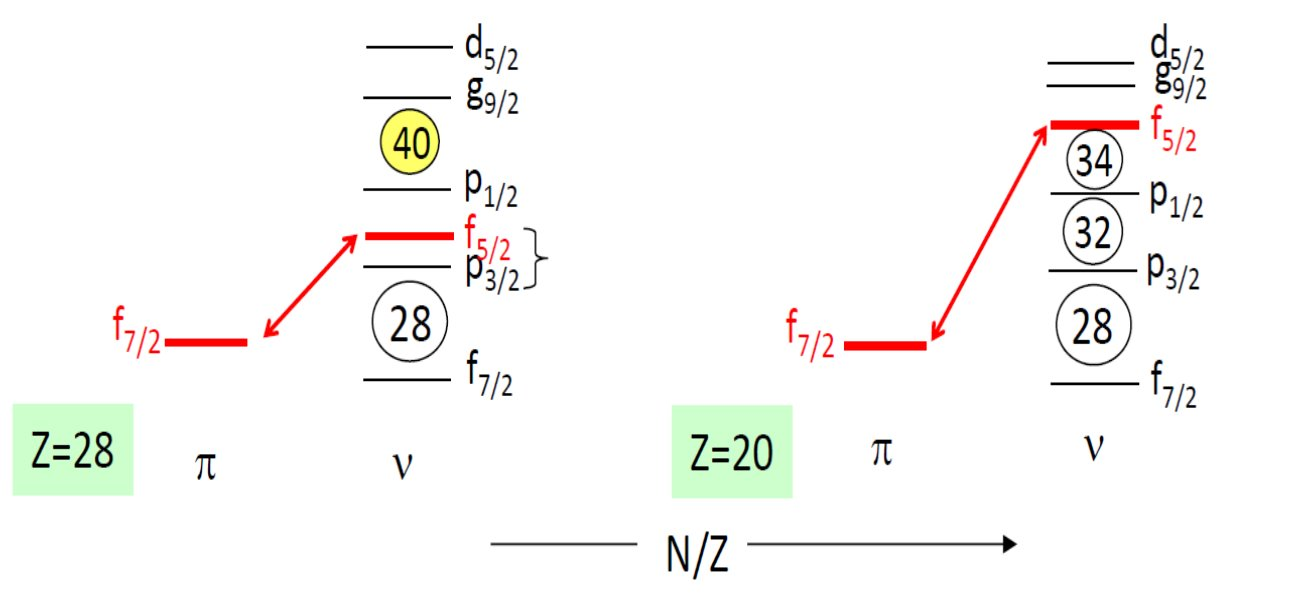 d5/2
g9/2
40
p1/2
f5/2
p3/2
28
f7/2
f7/2
Z=28
π
ν
d5/2
g9/2
f5/2
34
p1/2
32
p3/2
28
f7/2
f7/2
Z=20
π
ν
N/Z